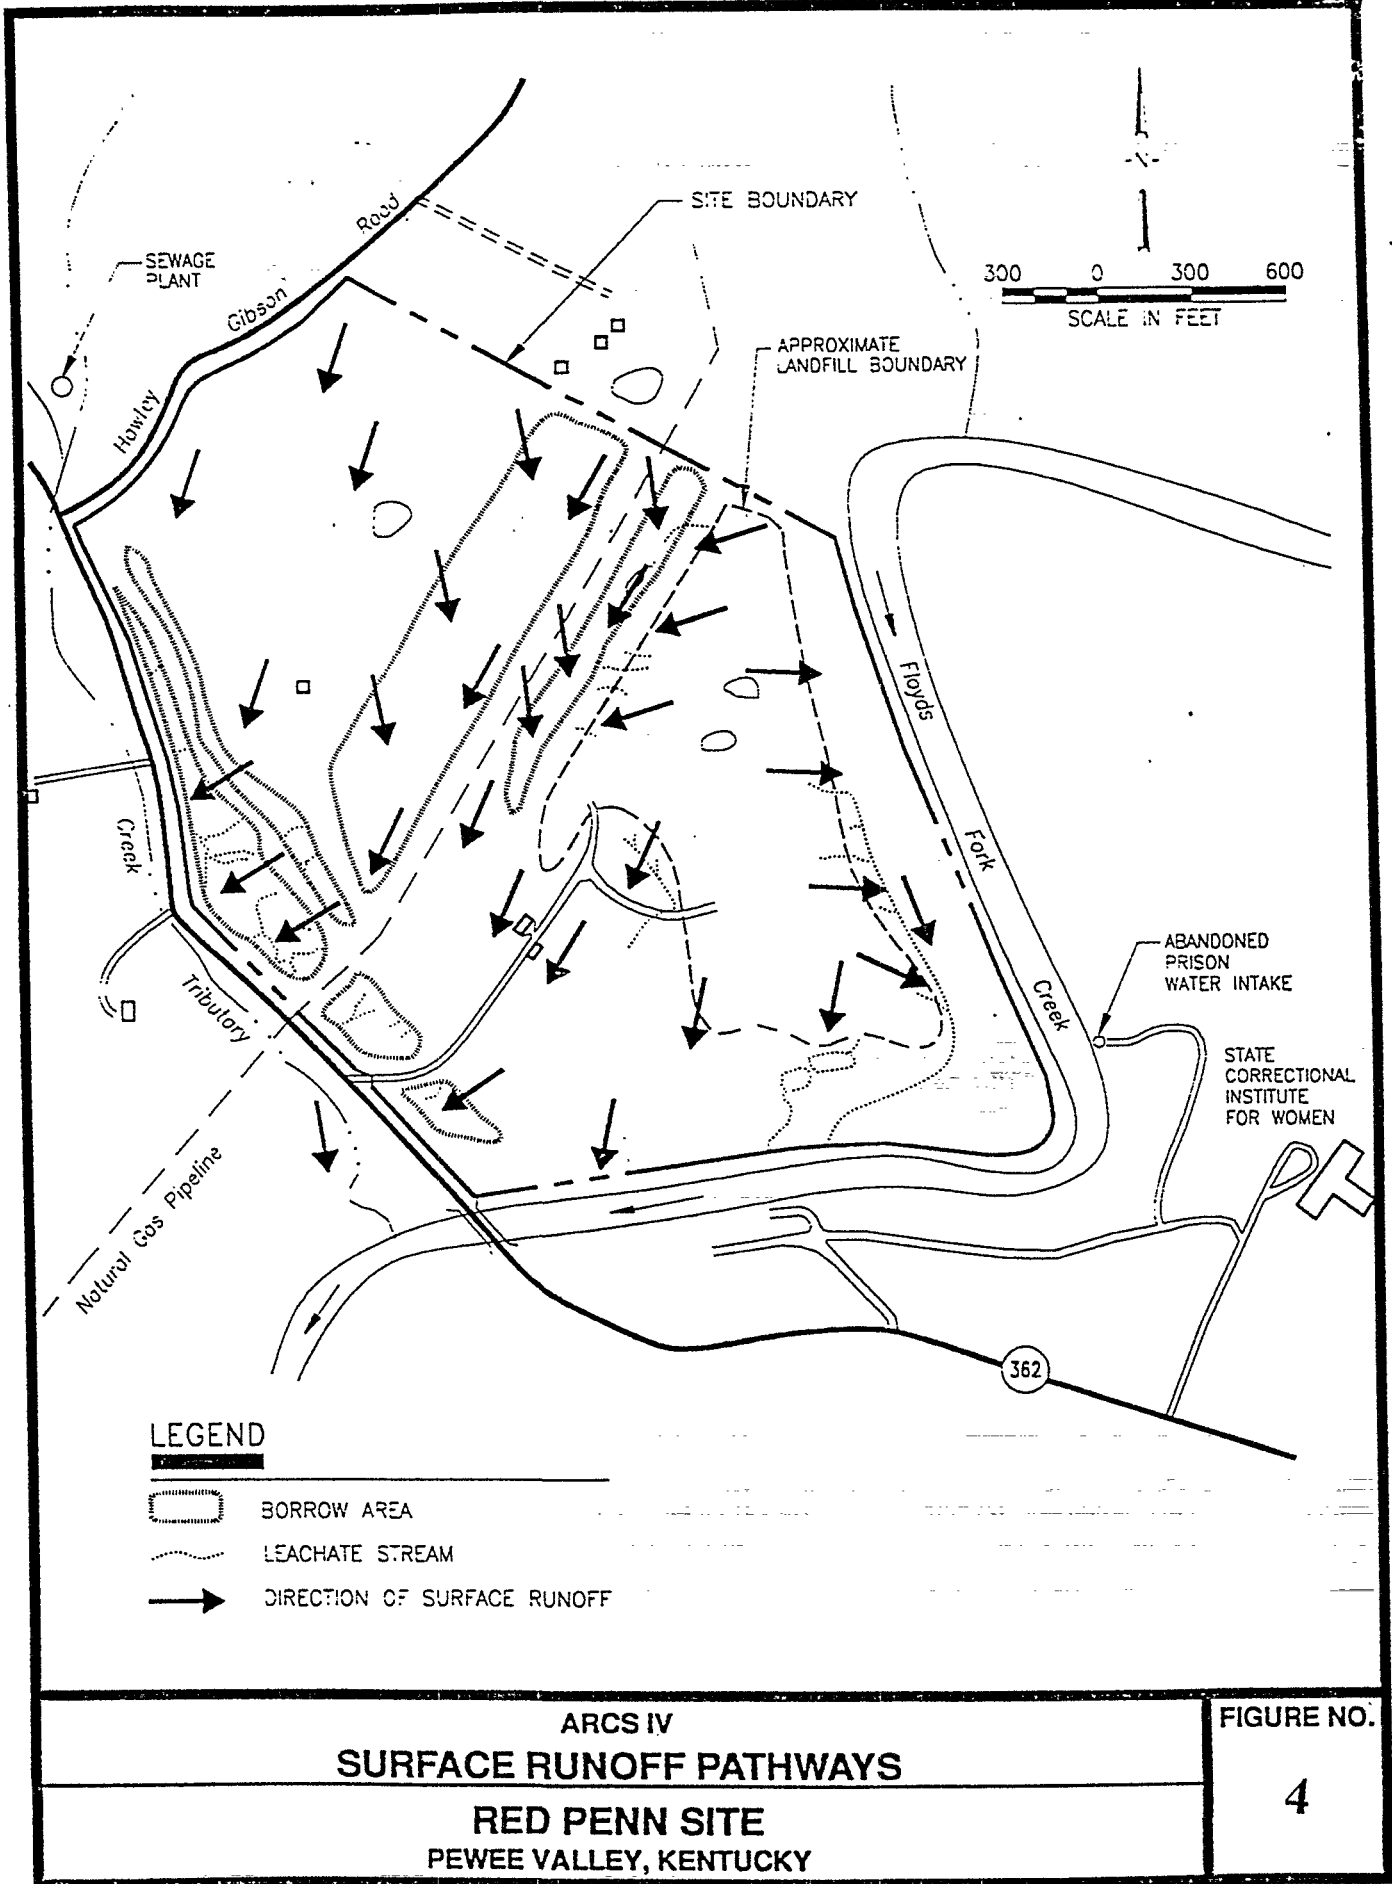 SITE BOUNDARY
Road
SEWAGE
PLANT
Gibson
Howley
-N-
300 0 300 600
SCALE IN FEET
APPROXIMATE
LANDFILL BOUNDARY
Floyds
Fork
Creek
Creek
Tributary
ABANDONED
PRISON
WATER INTAKE
STATE
CORRECTIONAL
INSTITUTE
FOR WOMEN
Natural Gas Pipeline
362
LEGEND
BORROW AREA
LEACHATE STREAM
DIRECTION OF SURFACE RUNOFF
ARCS IV
SURFACE RUNOFF PATHWAYS
RED PENN SITE
PEWEE VALLEY, KENTUCKY
FIGURE NO.
4